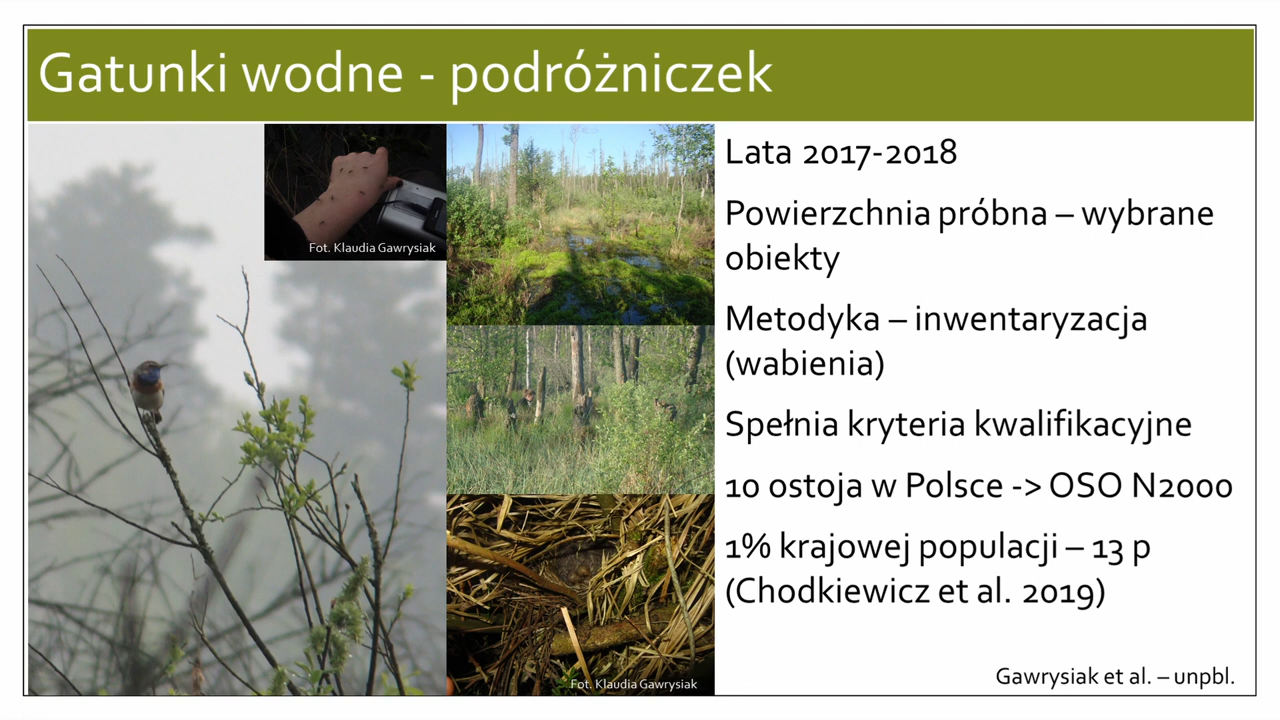 Gatunki wodne - podróżniczek
Fot. Klaudia Gawrysiak
Lata 2017-2018
Powierzchnia próbna – wybrane
obiekty
Metodyka – inwentaryzacja
(wabienia)
Spełnia kryteria kwalifikacyjne
10 ostoja w Polsce -> OSO N2000
1% krajowej populacji – 13 p
(Chodkiewicz et al. 2019)
Fot. Klaudia Gawrysiak
Gawrysiak et al. – unpbl.